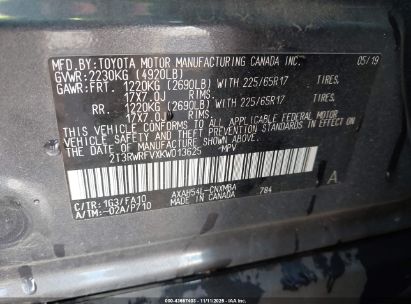 MFD.BY: TOYOTA MOTOR MANUFACTURING CANADA INC. 05/19
GVWR: 2230KG (4920LB)
GAWR: FRT. 1220KG (2690LB) WITH 225/65R17 TIRES,
17X7.0J RIMS.
RR. 1220KG (2690LB) WITH 225/65R17 TIRES,
17X7.0J RIMS.
THIS VEHICLE CONFORMS TO ALL APPLICABLE FEDERAL MOTOR
VEHICLE SAFETY AND THEFT PREVENTION STANDARDS IN
EFFECT ON THE DATE OF MANUFACTURE SHOWN ABOVE.
2T3RWRFVXKW013625 MPV
C/TR: 1G3/FA10 AXAH54L-CNXMBA 784 A
A/TM: -02A/P710 MADE IN CANADA